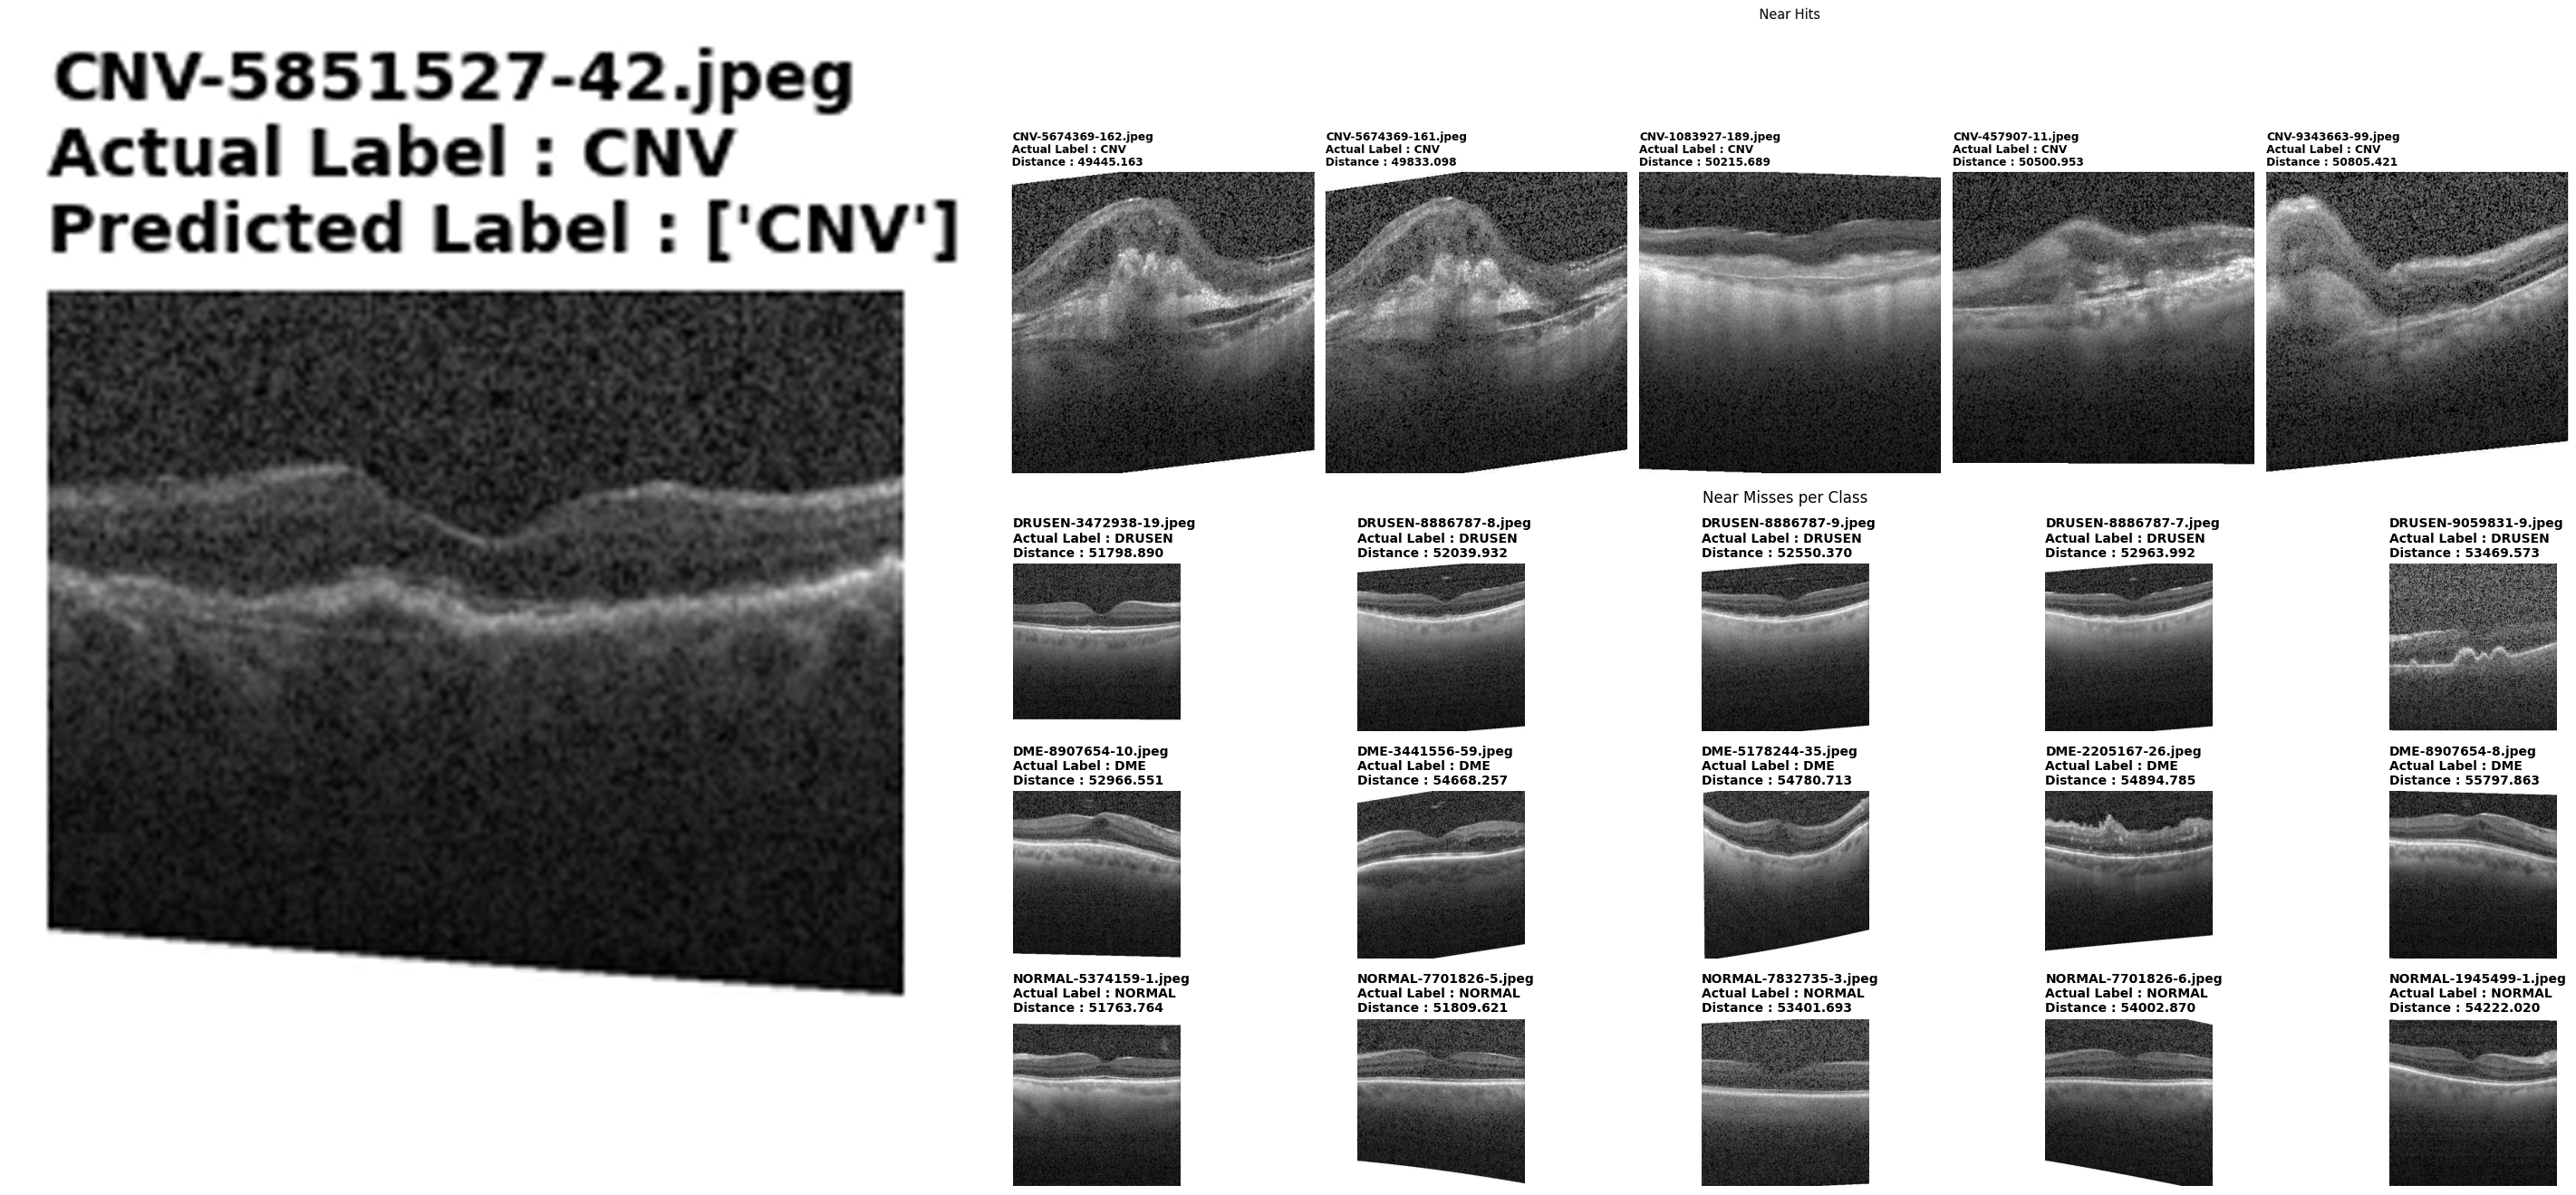 CNV-5851527-42.jpeg
Actual Label : CNV
Predicted Label : ['CNV']
Near Hits
CNV-5674369-162.jpeg
Actual Label : CNV
Distance : 49445.163
CNV-5674369-161.jpeg
Actual Label : CNV
Distance : 49833.098
CNV-1083927-189.jpeg
Actual Label : CNV
Distance : 50215.689
CNV-457907-11.jpeg
Actual Label : CNV
Distance : 50500.953
CNV-9343663-99.jpeg
Actual Label : CNV
Distance : 50805.421
Near Misses per Class
DRUSEN-3472938-19.jpeg
Actual Label : DRUSEN
Distance : 51798.890
DRUSEN-8886787-8.jpeg
Actual Label : DRUSEN
Distance : 52039.932
DRUSEN-8886787-9.jpeg
Actual Label : DRUSEN
Distance : 52550.370
DRUSEN-8886787-7.jpeg
Actual Label : DRUSEN
Distance : 52963.992
DRUSEN-9059831-9.jpeg
Actual Label : DRUSEN
Distance : 53469.573
DME-8907654-10.jpeg
Actual Label : DME
Distance : 52966.551
DME-3441556-59.jpeg
Actual Label : DME
Distance : 54668.257
DME-5178244-35.jpeg
Actual Label : DME
Distance : 54780.713
DME-2205167-26.jpeg
Actual Label : DME
Distance : 54894.785
DME-8907654-8.jpeg
Actual Label : DME
Distance : 55797.863
NORMAL-5374159-1.jpeg
Actual Label : NORMAL
Distance : 51763.764
NORMAL-7701826-5.jpeg
Actual Label : NORMAL
Distance : 51809.621
NORMAL-7832735-3.jpeg
Actual Label : NORMAL
Distance : 53401.693
NORMAL-7701826-6.jpeg
Actual Label : NORMAL
Distance : 54002.870
NORMAL-1945499-1.jpeg
Actual Label : NORMAL
Distance : 54222.020